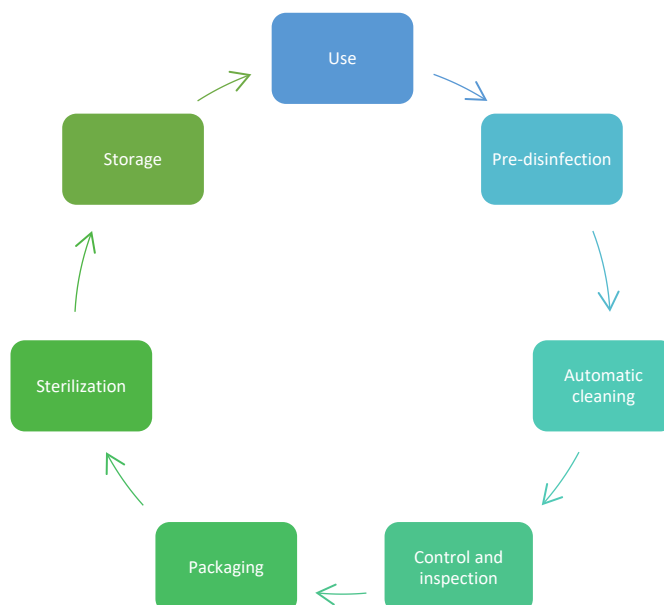 Use
Pre-disinfection
Automatic
cleaning
Control and
inspection
Packaging
Sterilization
Storage